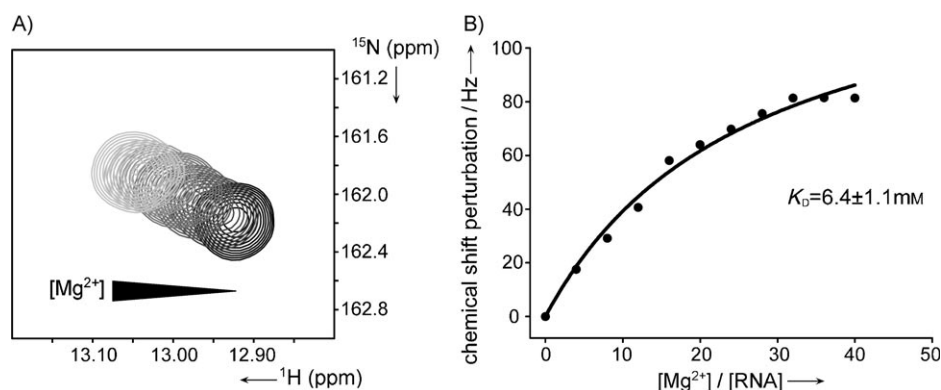 A)
¹⁵N (ppm)
161.2
161.6
162.0
162.4
162.8
[Mg²⁺]
13.10 13.00 12.90
¹H (ppm)
B)
chemical shift perturbation / Hz
100
80
60
40
20
0
K_D=6.4±1.1mM
0 10 20 30 40 50
[Mg²⁺] / [RNA]